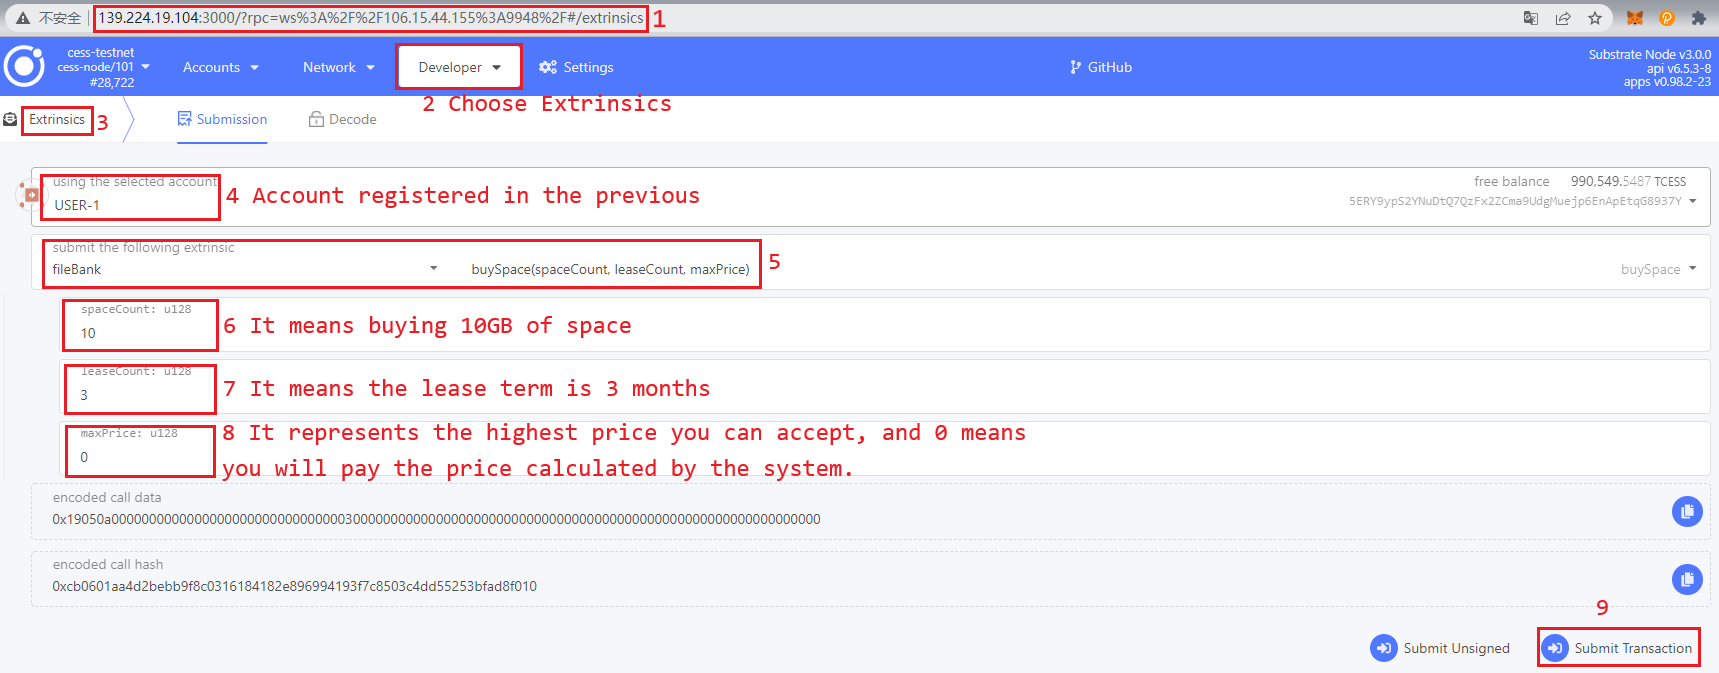 不安全 139.224.19.104:3000/?rpc=ws%3A%2F%2F106.15.44.155%3A9948%2F#/extrinsics 1
cess-testnet
cess-node/101
#28,722
Accounts Network Developer Settings GitHub
Substrate Node v3.0.0
api v6.5.3-8
apps v0.98.2-23
2 Choose Extrinsics
Extrinsics 3 Submission Decode
using the selected account
USER-1
4 Account registered in the previous
free balance 990,549.5487 TCESS
5ERY9ypS2YNuDtQ7QzFx2ZCma9UdgMuejp6EnApEtqG8937Y
submit the following extrinsic
fileBank buySpace(spaceCount, leaseCount, maxPrice) 5 buySpace
spaceCount: u128
10
6 It means buying 10GB of space
leaseCount: u128
3
7 It means the lease term is 3 months
maxPrice: u128
0
8 It represents the highest price you can accept, and 0 means
you will pay the price calculated by the system.
encoded call data
encoded call hash
0xcb0601aa4d2bebb9f8c0316184182e896994193f7c8503c4dd55253bfad8f010
9
Submit Unsigned Submit Transaction